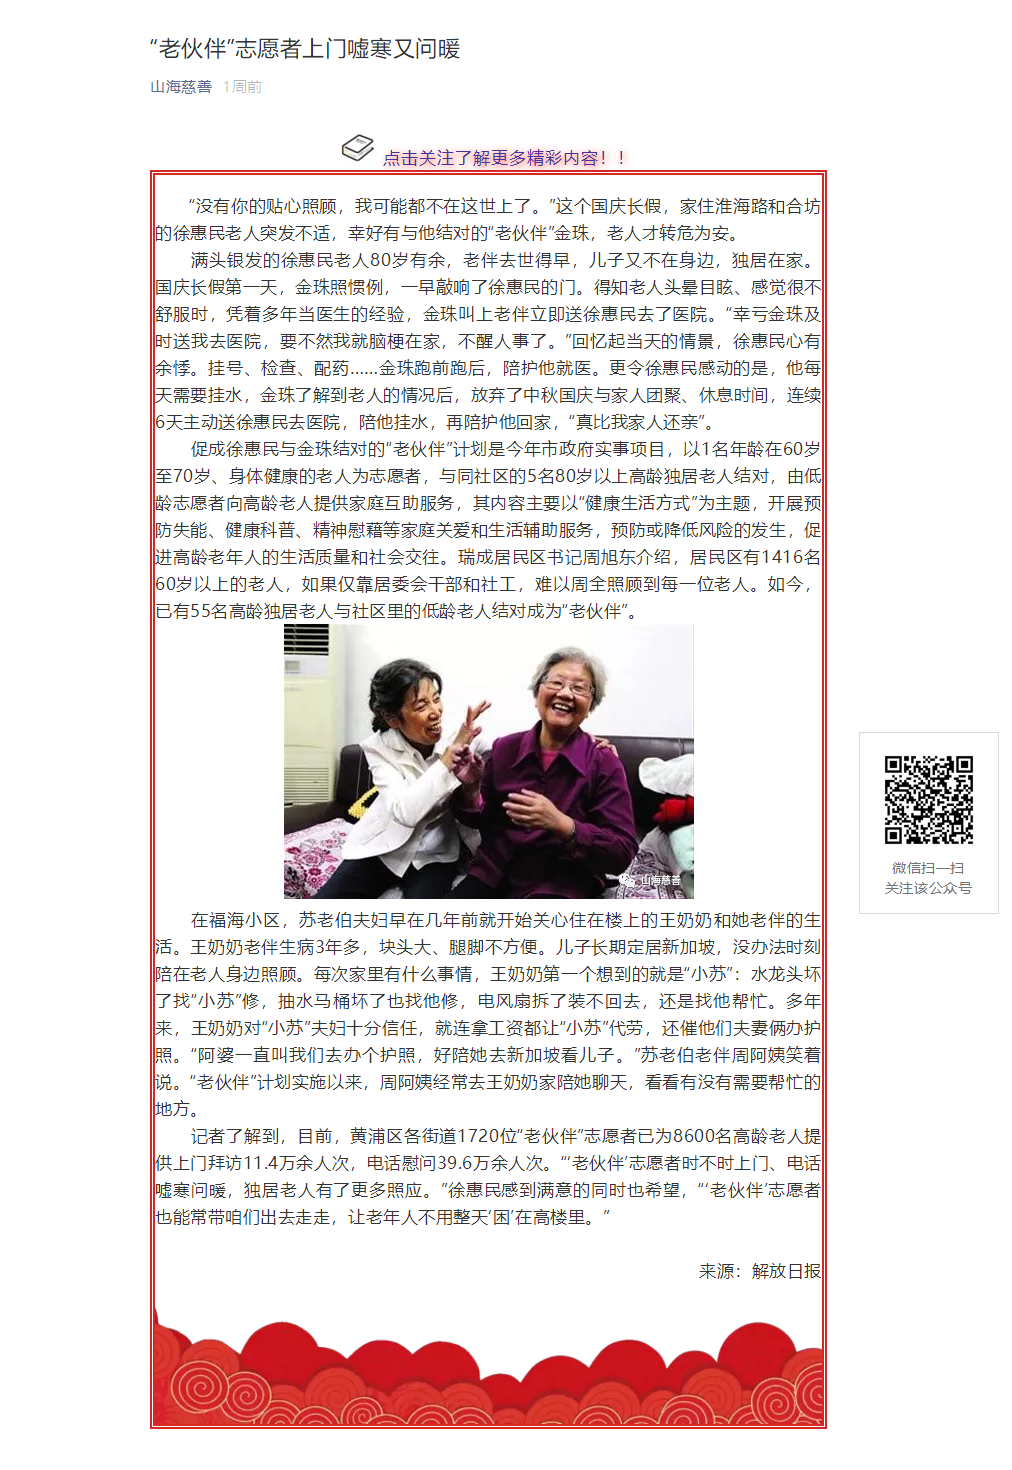 “老伙伴”志愿者上门嘘寒又问暖
山海慈善 1周前
点击关注了解更多精彩内容！！
“没有你的贴心照顾，我可能都不在这世上了。”这个国庆长假，家住淮海路和合坊
的徐惠民老人突发不适，幸好有与他结对的“老伙伴”金珠，老人才转危为安。
满头银发的徐惠民老人80岁有余，老伴去世得早，儿子又不在身边，独居在家。
国庆长假第一天，金珠照惯例，一早敲响了徐惠民的门。得知老人头晕目眩、感觉很不
舒服时，凭着多年当医生的经验，金珠叫上老伴立即送徐惠民去了医院。“幸亏金珠及
时送我去医院，要不然我就脑梗在家，不醒人事了。”回忆起当天的情景，徐惠民心有
余悸。挂号、检查、配药……金珠跑前跑后，陪护他就医。更令徐惠民感动的是，他每
天需要挂水，金珠了解到老人的情况后，放弃了中秋国庆与家人团聚、休息时间，连续
6天主动送徐惠民去医院，陪他挂水，再陪护他回家，“真比我家人还亲”。
促成徐惠民与金珠结对的“老伙伴”计划是今年市政府实事项目，以1名年龄在60岁
至70岁、身体健康的老人为志愿者，与同社区的5名80岁以上高龄独居老人结对，由低
龄志愿者向高龄老人提供家庭互助服务，其内容主要以“健康生活方式”为主题，开展预
防失能、健康科普、精神慰藉等家庭关爱和生活辅助服务，预防或降低风险的发生，促
进高龄老年人的生活质量和社会交往。瑞成居民区书记周旭东介绍，居民区有1416名
60岁以上的老人，如果仅靠居委会干部和社工，难以周全照顾到每一位老人。如今，
已有55名高龄独居老人与社区里的低龄老人结对成为“老伙伴”。
山海慈善
微信扫一扫
关注该公众号
在福海小区，苏老伯夫妇早在几年前就开始关心住在楼上的王奶奶和她老伴的生
活。王奶奶老伴生病3年多，块头大、腿脚不方便。儿子长期定居新加坡，没办法时刻
陪在老人身边照顾。每次家里有什么事情，王奶奶第一个想到的就是“小苏”：水龙头坏
了找“小苏”修，抽水马桶坏了也找他修，电风扇拆了装不回去，还是找他帮忙。多年
来，王奶奶对“小苏”夫妇十分信任，就连拿工资都让“小苏”代劳，还催他们夫妻俩办护
照。“阿婆一直叫我们去办个护照，好陪她去新加坡看儿子。”苏老伯老伴周阿姨笑着
说。“老伙伴”计划实施以来，周阿姨经常去王奶奶家陪她聊天，看看有没有需要帮忙的
地方。
记者了解到，目前，黄浦区各街道1720位“老伙伴”志愿者已为8600名高龄老人提
供上门拜访11.4万余人次，电话慰问39.6万余人次。“‘老伙伴’志愿者时不时上门、电话
嘘寒问暖，独居老人有了更多照应。”徐惠民感到满意的同时也希望，“‘老伙伴’志愿者
也能常带咱们出去走走，让老年人不用整天‘困’在高楼里。”
来源：解放日报